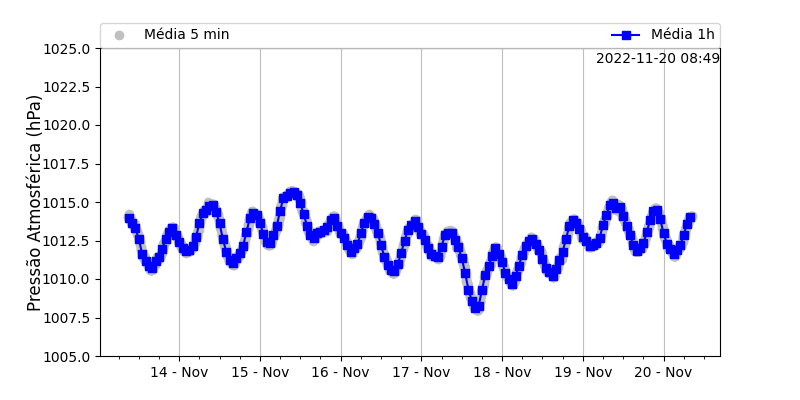 Média 5 min
Média 1h
2022-11-20 08:49
Pressão Atmosférica (hPa)
1025.0
1022.5
1020.0
1017.5
1015.0
1012.5
1010.0
1007.5
1005.0
14 - Nov
15 - Nov
16 - Nov
17 - Nov
18 - Nov
19 - Nov
20 - Nov